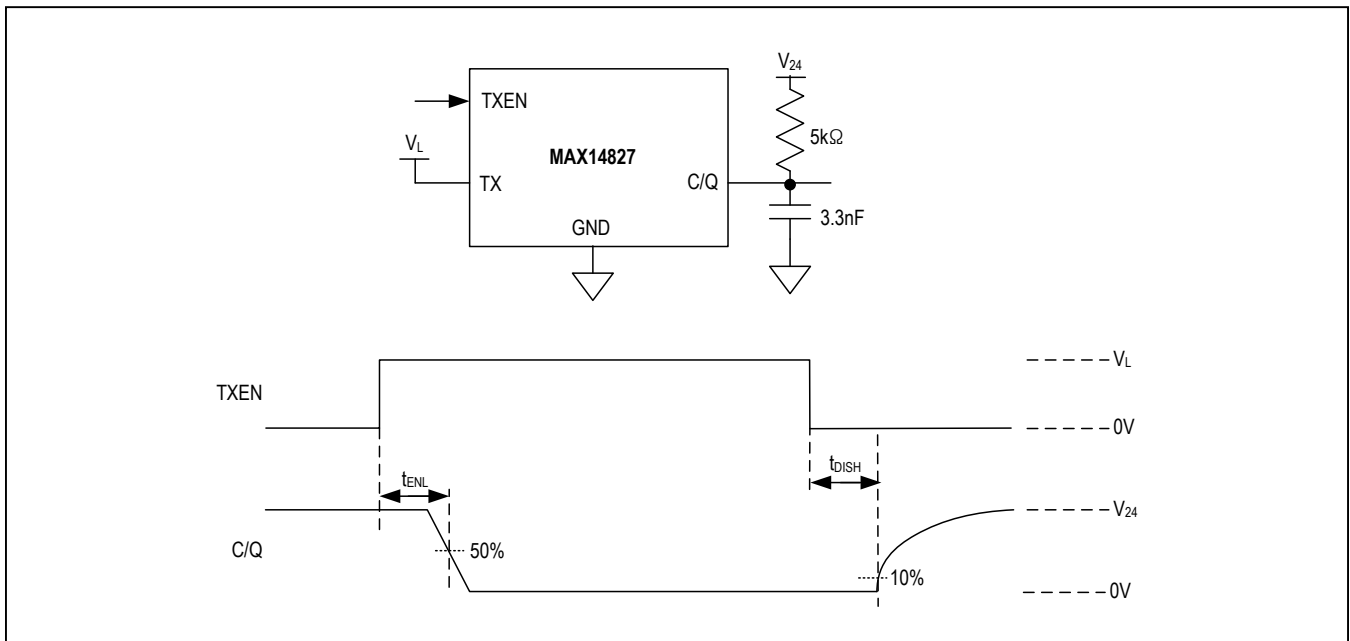 V24
TXEN
5kΩ
VL
MAX14827
TX
C/Q
3.3nF
GND
VL
TXEN
0V
tENL
tDISH
V24
C/Q
50%
10%
0V